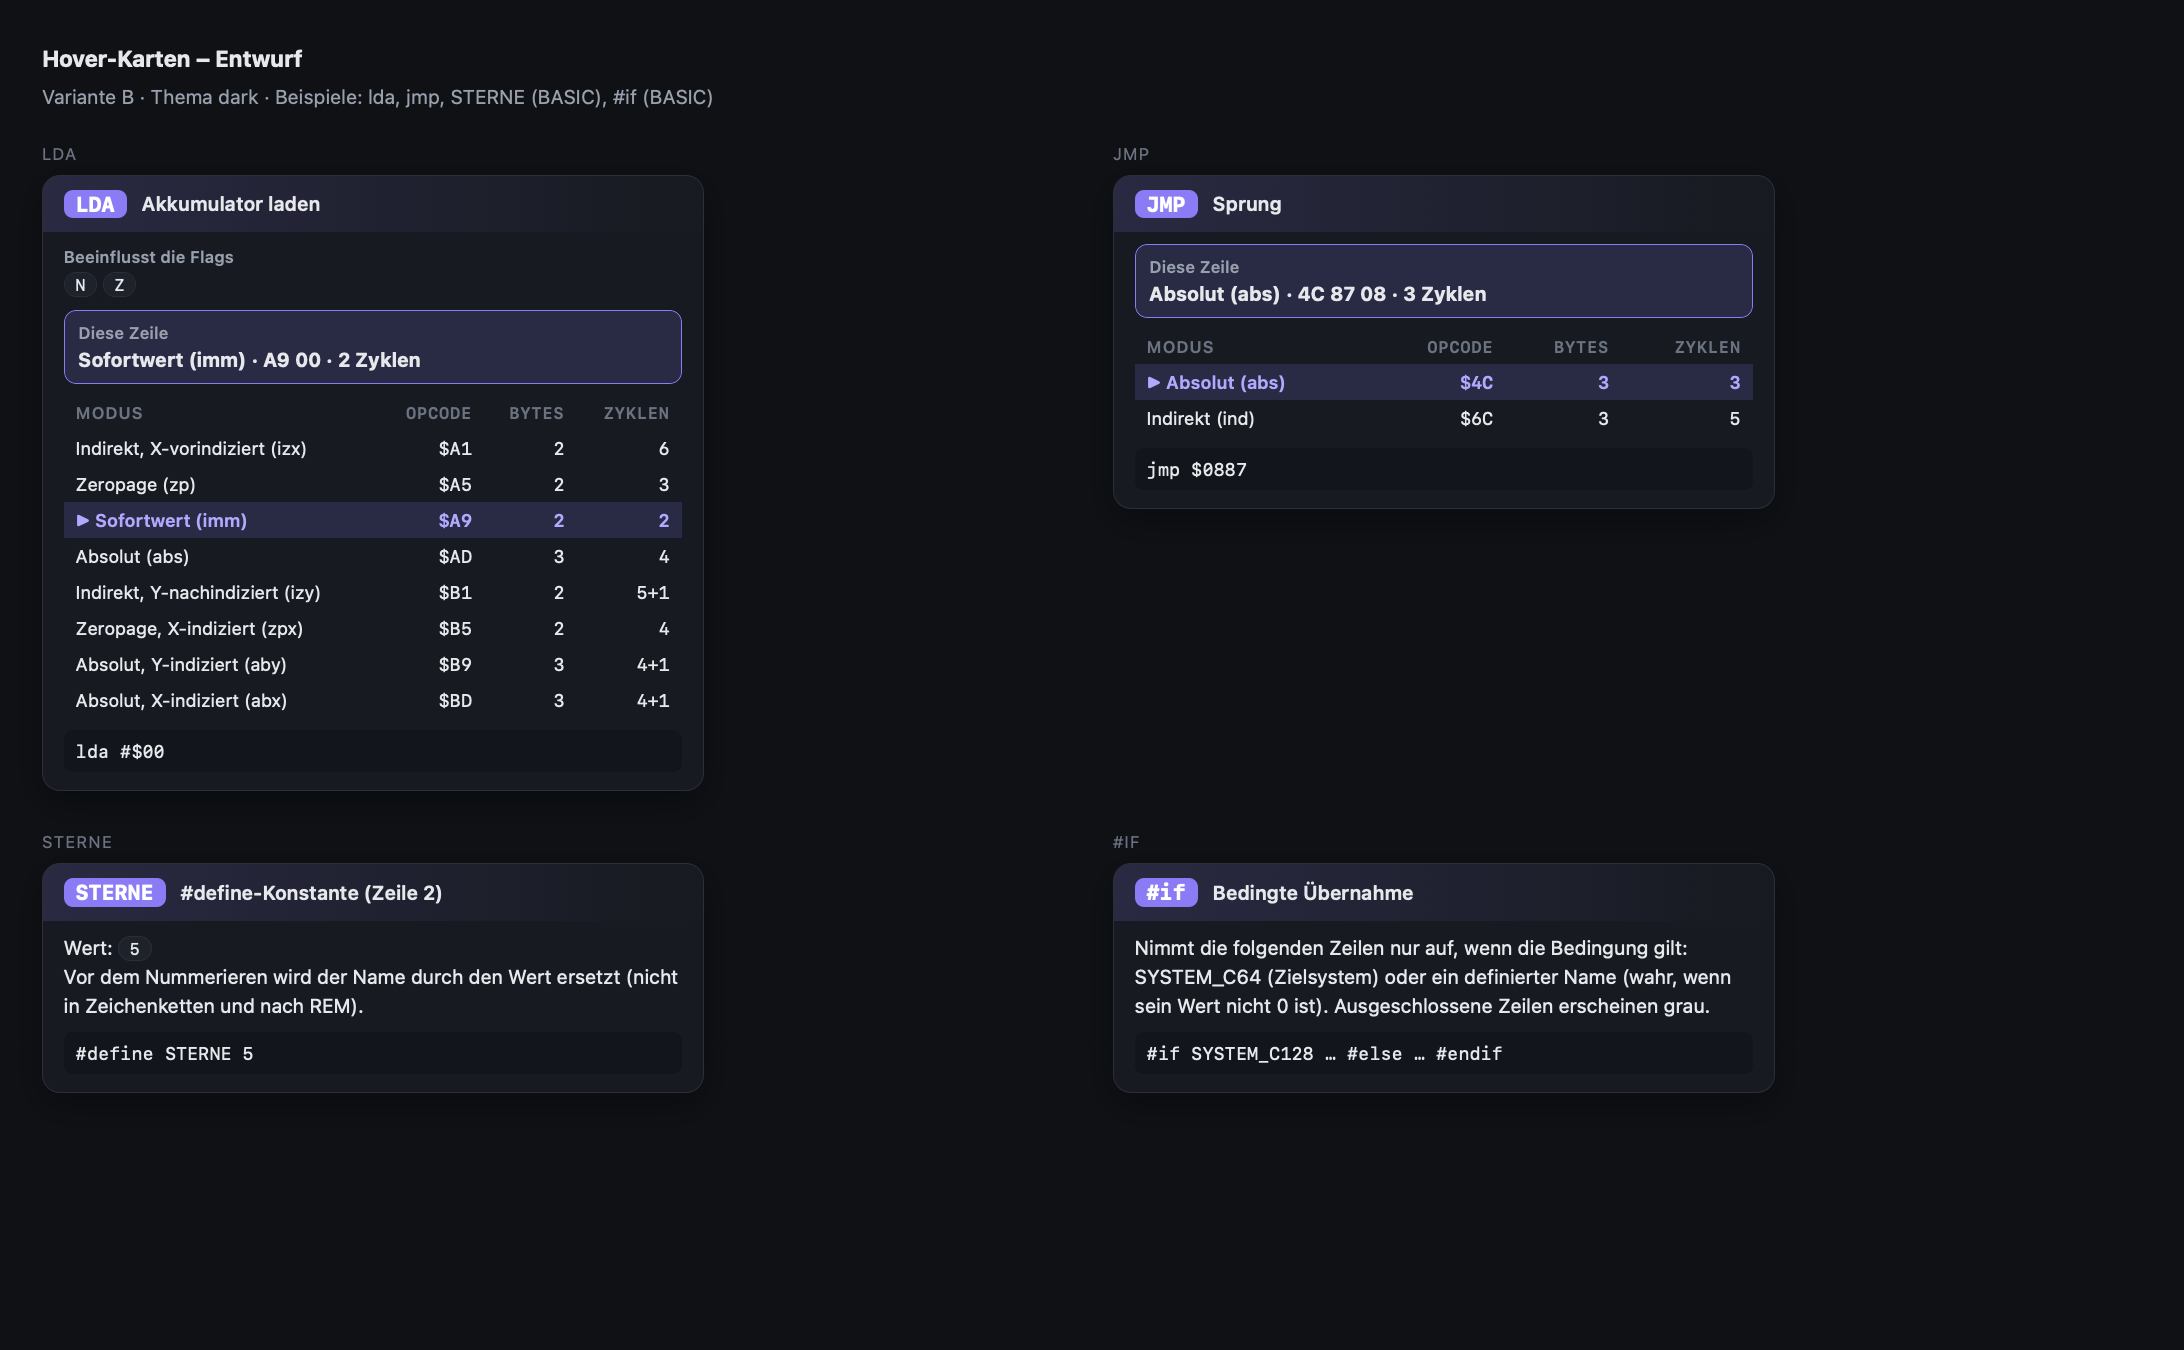 Hover-Karten – Entwurf
Variante B · Thema dark · Beispiele: lda, jmp, STERNE (BASIC), #if (BASIC)
LDA
LDA Akkumulator laden
Beeinflusst die Flags
N Z
Diese Zeile
Sofortwert (imm) · A9 00 · 2 Zyklen
MODUS OPCODE BYTES ZYKLEN
Indirekt, X-vorindiziert (izx) $A1 2 6
Zeropage (zp) $A5 2 3
▶ Sofortwert (imm) $A9 2 2
Absolut (abs) $AD 3 4
Indirekt, Y-nachindiziert (izy) $B1 2 5+1
Zeropage, X-indiziert (zpx) $B5 2 4
Absolut, Y-indiziert (aby) $B9 3 4+1
Absolut, X-indiziert (abx) $BD 3 4+1
lda #$00
JMP
JMP Sprung
Diese Zeile
Absolut (abs) · 4C 87 08 · 3 Zyklen
MODUS OPCODE BYTES ZYKLEN
▶ Absolut (abs) $4C 3 3
Indirekt (ind) $6C 3 5
jmp $0887
STERNE
STERNE #define-Konstante (Zeile 2)
Wert: 5
Vor dem Nummerieren wird der Name durch den Wert ersetzt (nicht
in Zeichenketten und nach REM).
#define STERNE 5
#IF
#if Bedingte Übernahme
Nimmt die folgenden Zeilen nur auf, wenn die Bedingung gilt:
SYSTEM_C64 (Zielsystem) oder ein definierter Name (wahr, wenn
sein Wert nicht 0 ist). Ausgeschlossene Zeilen erscheinen grau.
#if SYSTEM_C128 … #else … #endif